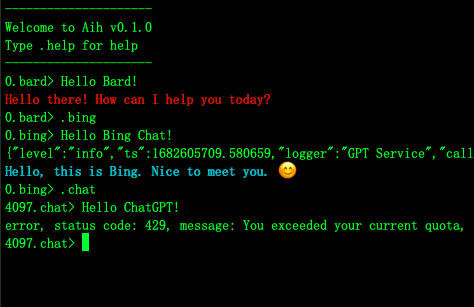 ---------------------
Welcome to Aih v0.1.0
Type .help for help
---------------------
0.bard> Hello Bard!
Hello there! How can I help you today?
0.bard> .bing
0.bing> Hello Bing Chat!
{"level":"info","ts":1682605709.580659,"logger":"GPT Service","call
Hello, this is Bing. Nice to meet you. 😊
0.bing> .chat
4097.chat> Hello ChatGPT!
error, status code: 429, message: You exceeded your current quota,
4097.chat>